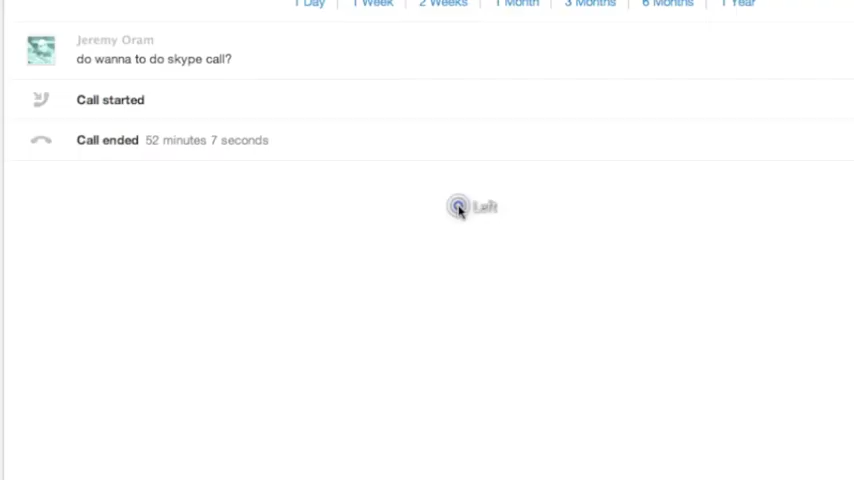 1 Day | 1 Week | 2 Weeks | 1 Month | 3 Months | 6 Months | 1 Year
Jeremy Oram
do wanna to do skype call?
Call started
Call ended 52 minutes 7 seconds
Left